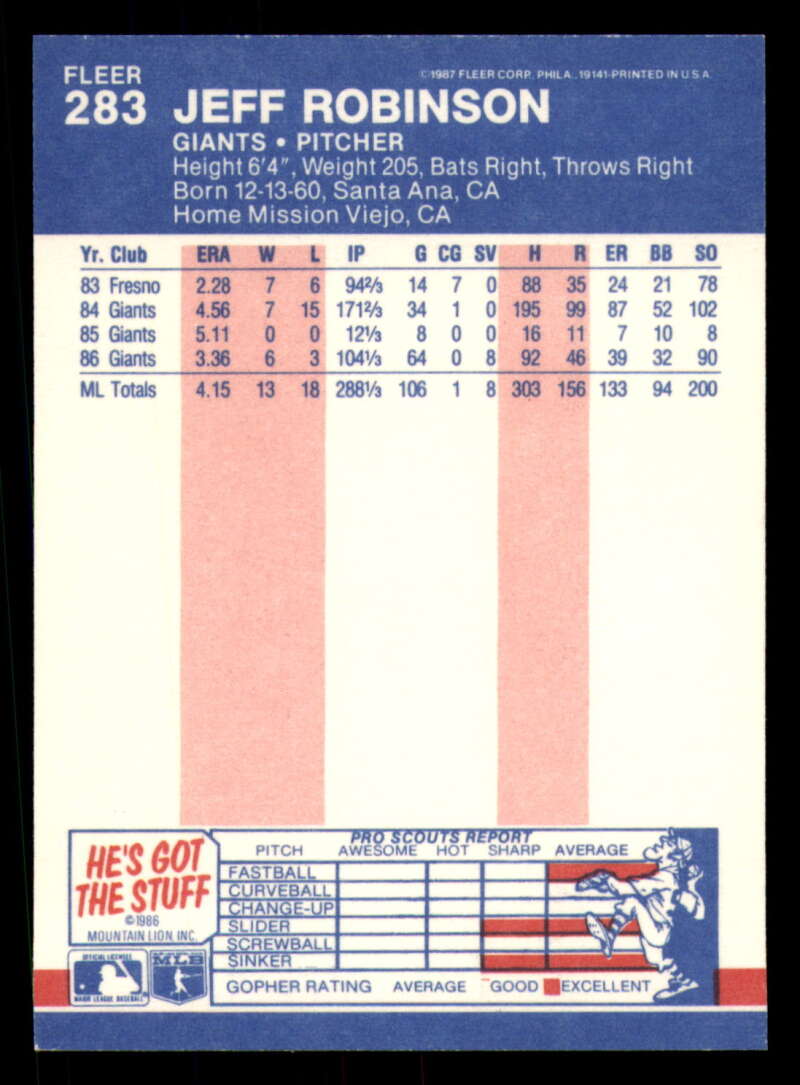 FLEER
©1987 FLEER CORP. PHILA., 19141-PRINTED IN U.S.A.
283 JEFF ROBINSON
GIANTS • PITCHER
Height 6'4", Weight 205, Bats Right, Throws Right
Born 12-13-60, Santa Ana, CA
Home Mission Viejo, CA
Yr. Club ERA W L IP G CG SV H R ER BB SO
83 Fresno 2.28 7 6 94⅔ 14 7 0 88 35 24 21 78
84 Giants 4.56 7 15 171⅔ 34 1 0 195 99 87 52 102
85 Giants 5.11 0 0 12⅓ 8 0 0 16 11 7 10 8
86 Giants 3.36 6 3 104⅓ 64 0 8 92 46 39 32 90
ML Totals 4.15 13 18 288⅓ 106 1 8 303 156 133 94 200
HE'S GOT
THE STUFF
©1986
MOUNTAIN LION, INC.
PRO SCOUTS REPORT
PITCH AWESOME HOT SHARP AVERAGE
FASTBALL
CURVEBALL
CHANGE-UP
SLIDER
SCREWBALL
SINKER
GOPHER RATING AVERAGE GOOD EXCELLENT
OFFICIAL LICENSEE
MAJOR LEAGUE BASEBALL
MLB